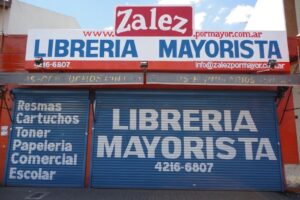 Zalez
www. .pormayor.com.ar
LIBRERIA MAYORISTA
4216-6807 info@zalezpormayor.com.ar
Resmas
Cartuchos
Toner
Papeleria
Comercial
Escolar
LIBRERIA
MAYORISTA
4216-6807